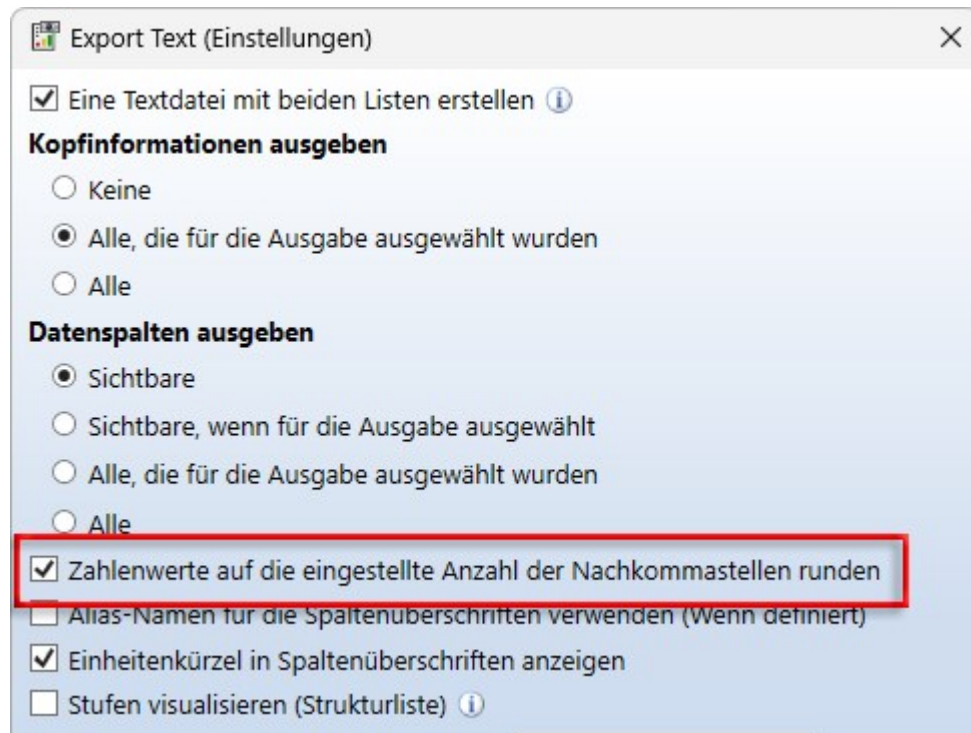 Export Text (Einstellungen)
Eine Textdatei mit beiden Listen erstellen
Kopfinformationen ausgeben
Keine
Alle, die für die Ausgabe ausgewählt wurden
Alle
Datenspalten ausgeben
Sichtbare
Sichtbare, wenn für die Ausgabe ausgewählt
Alle, die für die Ausgabe ausgewählt wurden
Alle
Zahlenwerte auf die eingestellte Anzahl der Nachkommastellen runden
Alias-Namen für die Spaltenüberschriften verwenden (Wenn definiert)
Einheitenkürzel in Spaltenüberschriften anzeigen
Stufen visualisieren (Strukturliste)